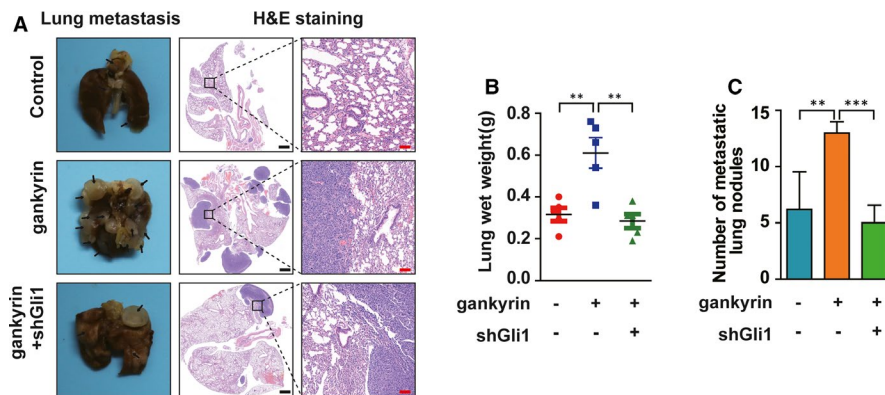 A
Lung metastasis
H&E staining
Control
gankyrin
gankyrin
+shGli1
B
Lung wet weight(g)
0.8
0.6
0.4
0.2
0.0
** **
gankyrin - + +
shGli1 - - +
C
Number of metastatic
lung nodules
15
10
5
0
** ***
gankyrin - + +
shGli1 - - +